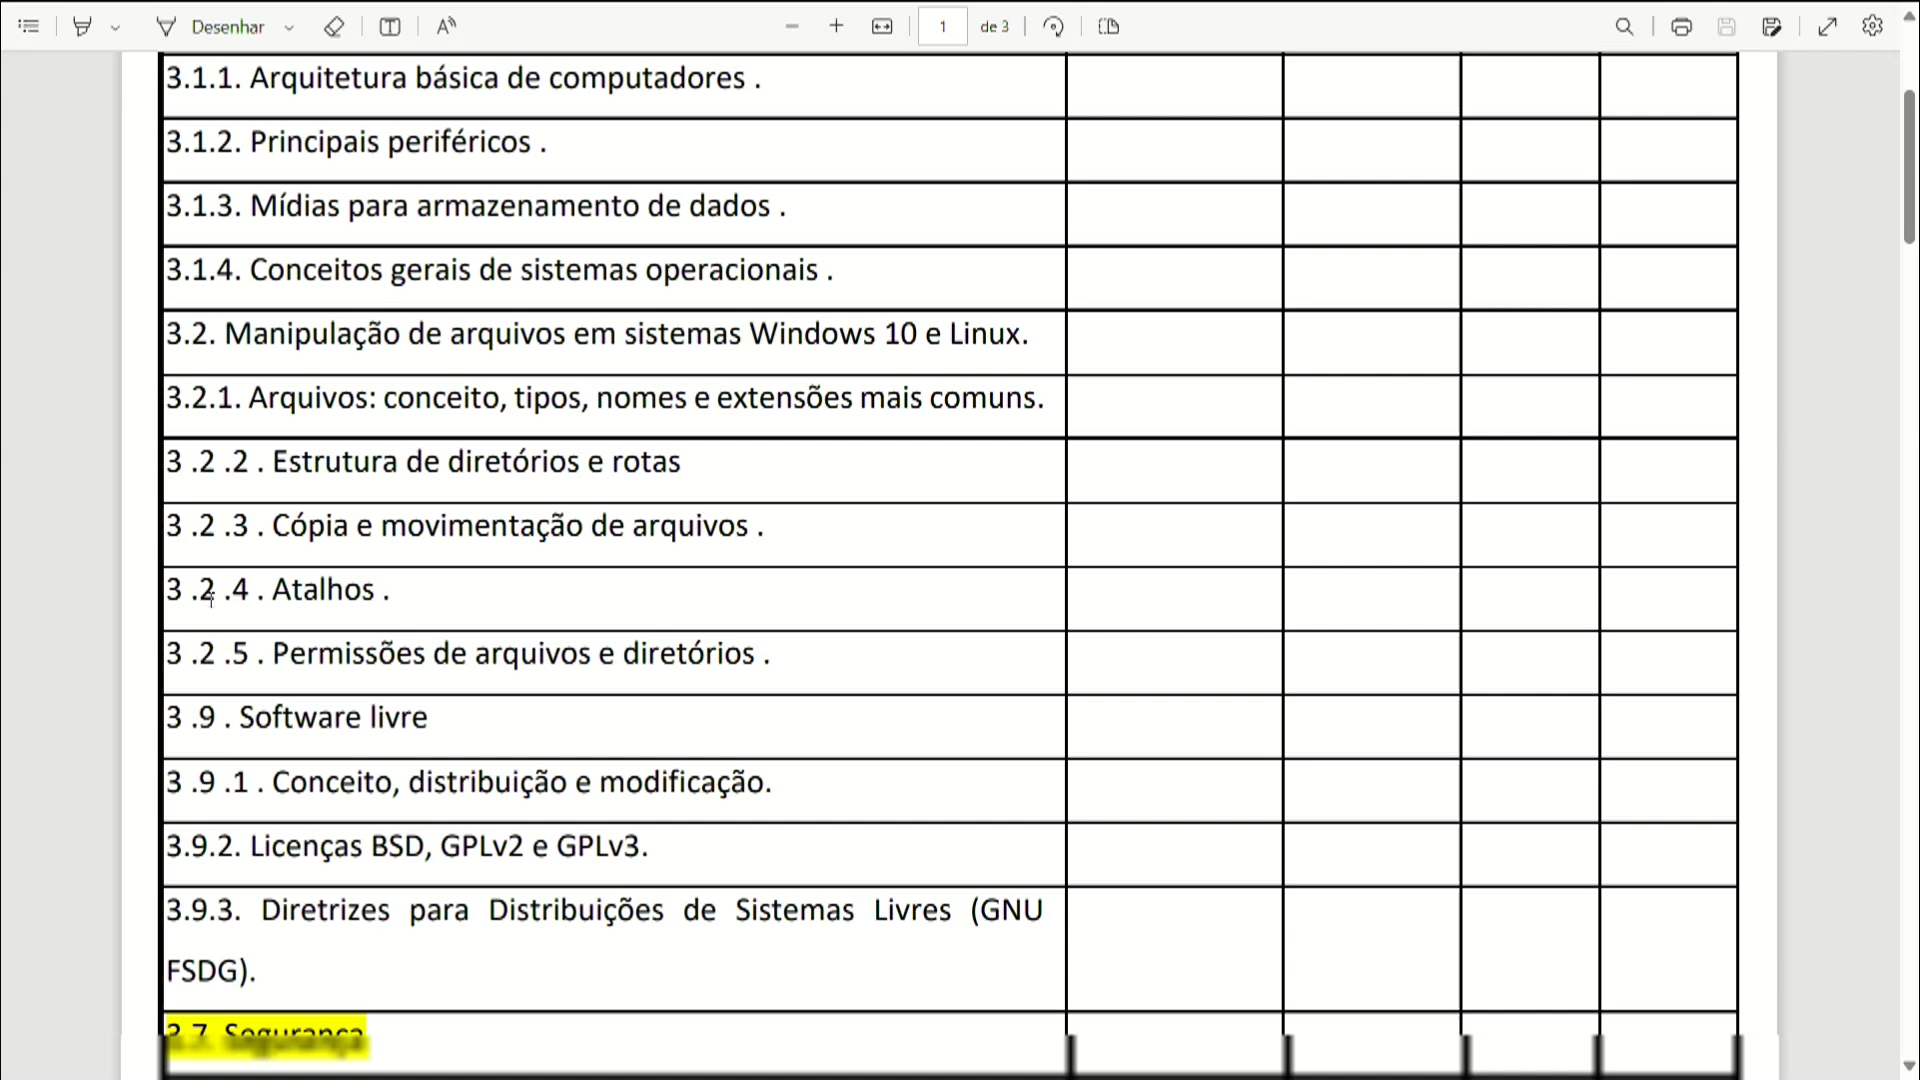 Desenhar
1
de 3
3.1.1. Arquitetura básica de computadores .
3.1.2. Principais periféricos .
3.1.3. Mídias para armazenamento de dados .
3.1.4. Conceitos gerais de sistemas operacionais .
3.2. Manipulação de arquivos em sistemas Windows 10 e Linux.
3.2.1. Arquivos: conceito, tipos, nomes e extensões mais comuns.
3 .2 .2 . Estrutura de diretórios e rotas
3 .2 .3 . Cópia e movimentação de arquivos .
3 .2 .4 . Atalhos .
3 .2 .5 . Permissões de arquivos e diretórios .
3 .9 . Software livre
3 .9 .1 . Conceito, distribuição e modificação.
3.9.2. Licenças BSD, GPLv2 e GPLv3.
3.9.3. Diretrizes para Distribuições de Sistemas Livres (GNU
FSDG).
3.7. Segurança